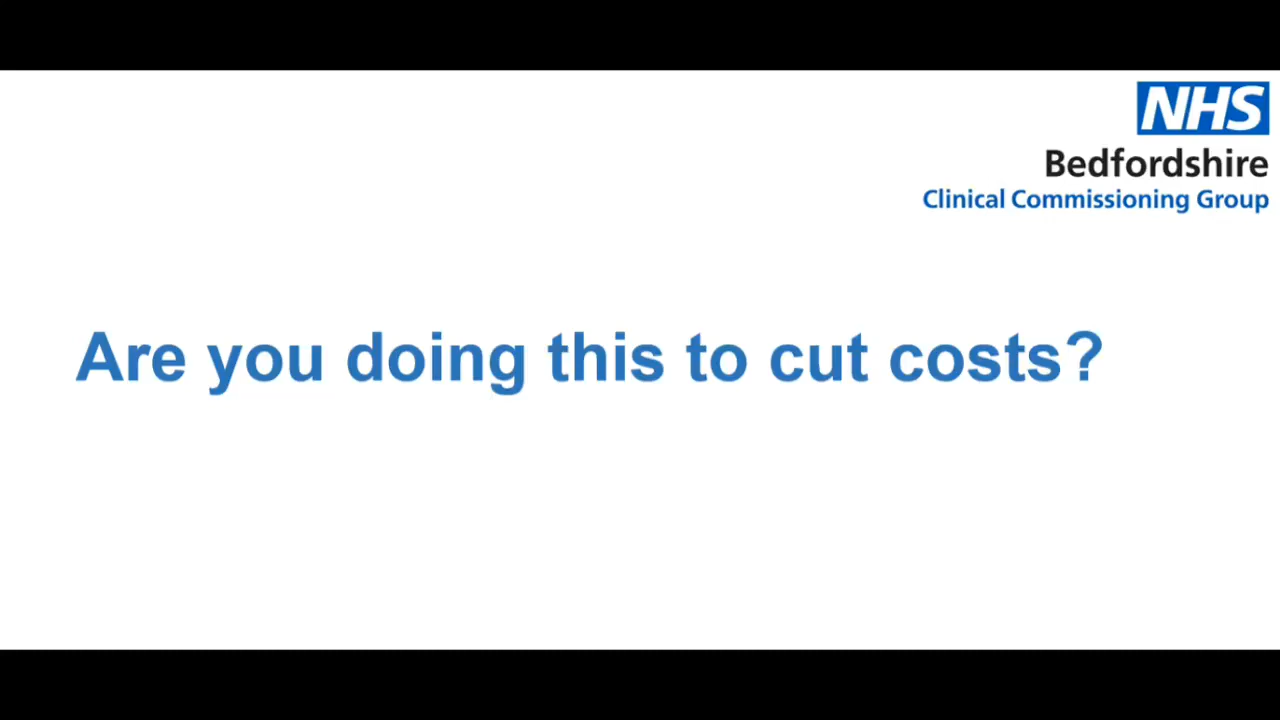 NHS
Bedfordshire
Clinical Commissioning Group
Are you doing this to cut costs?